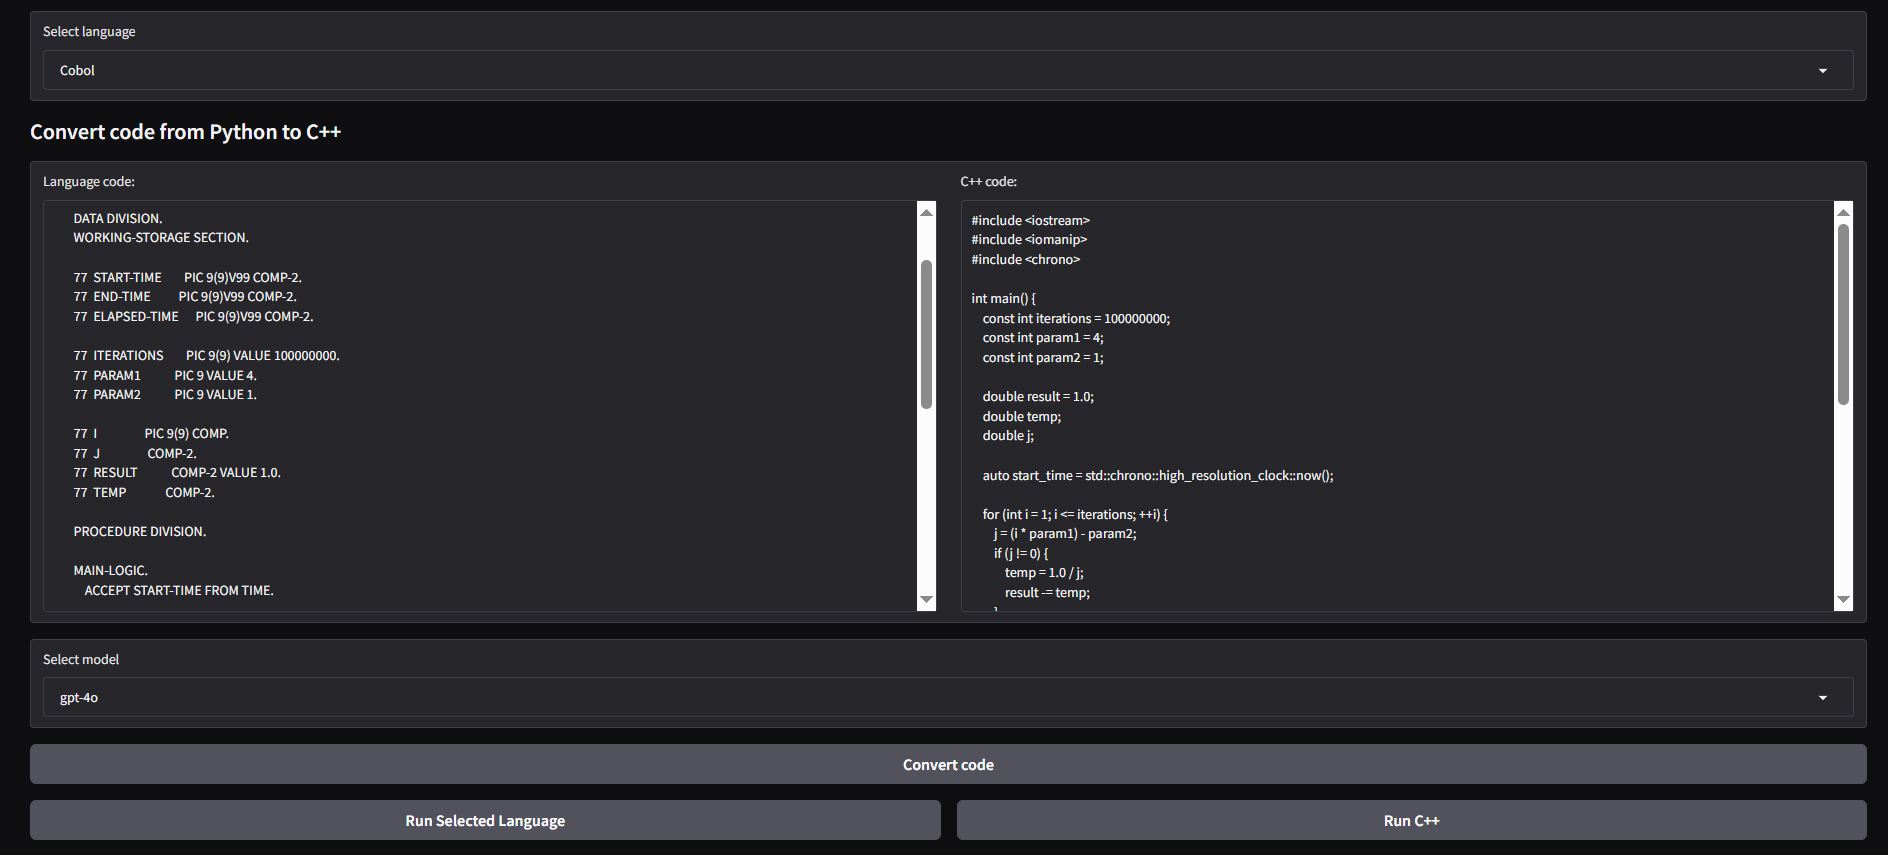 Select language
Cobol
Convert code from Python to C++
Language code:
DATA DIVISION.
WORKING-STORAGE SECTION.
77  START-TIME        PIC 9(9)V99 COMP-2.
77  END-TIME          PIC 9(9)V99 COMP-2.
77  ELAPSED-TIME      PIC 9(9)V99 COMP-2.
77  ITERATIONS        PIC 9(9) VALUE 100000000.
77  PARAM1            PIC 9 VALUE 4.
77  PARAM2            PIC 9 VALUE 1.
77  I                 PIC 9(9) COMP.
77  J                 COMP-2.
77  RESULT            COMP-2 VALUE 1.0.
77  TEMP              COMP-2.
PROCEDURE DIVISION.
MAIN-LOGIC.
    ACCEPT START-TIME FROM TIME.
C++ code:
#include <iostream>
#include <iomanip>
#include <chrono>
int main() {
    const int iterations = 100000000;
    const int param1 = 4;
    const int param2 = 1;
    double result = 1.0;
    double temp;
    double j;
    auto start_time = std::chrono::high_resolution_clock::now();
    for (int i = 1; i <= iterations; ++i) {
        j = (i * param1) - param2;
        if (j != 0) {
            temp = 1.0 / j;
            result -= temp;
        }
Select model
gpt-4o
Convert code
Run Selected Language
Run C++